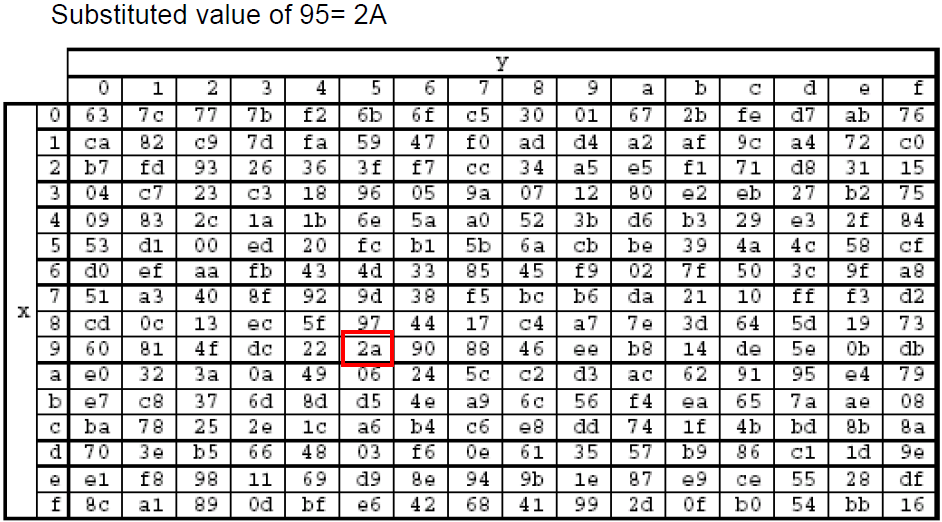 Substituted value of 95= 2A
y
0 1 2 3 4 5 6 7 8 9 a b c d e f
0 63 7c 77 7b f2 6b 6f c5 30 01 67 2b fe d7 ab 76
1 ca 82 c9 7d fa 59 47 f0 ad d4 a2 af 9c a4 72 c0
2 b7 fd 93 26 36 3f f7 cc 34 a5 e5 f1 71 d8 31 15
3 04 c7 23 c3 18 96 05 9a 07 12 80 e2 eb 27 b2 75
4 09 83 2c 1a 1b 6e 5a a0 52 3b d6 b3 29 e3 2f 84
5 53 d1 00 ed 20 fc b1 5b 6a cb be 39 4a 4c 58 cf
6 d0 ef aa fb 43 4d 33 85 45 f9 02 7f 50 3c 9f a8
x 7 51 a3 40 8f 92 9d 38 f5 bc b6 da 21 10 ff f3 d2
8 cd 0c 13 ec 5f 97 44 17 c4 a7 7e 3d 64 5d 19 73
9 60 81 4f dc 22 2a 90 88 46 ee b8 14 de 5e 0b db
a e0 32 3a 0a 49 06 24 5c c2 d3 ac 62 91 95 e4 79
b e7 c8 37 6d 8d d5 4e a9 6c 56 f4 ea 65 7a ae 08
c ba 78 25 2e 1c a6 b4 c6 e8 dd 74 1f 4b bd 8b 8a
d 70 3e b5 66 48 03 f6 0e 61 35 57 b9 86 c1 1d 9e
e e1 f8 98 11 69 d9 8e 94 9b 1e 87 e9 ce 55 28 df
f 8c a1 89 0d bf e6 42 68 41 99 2d 0f b0 54 bb 16